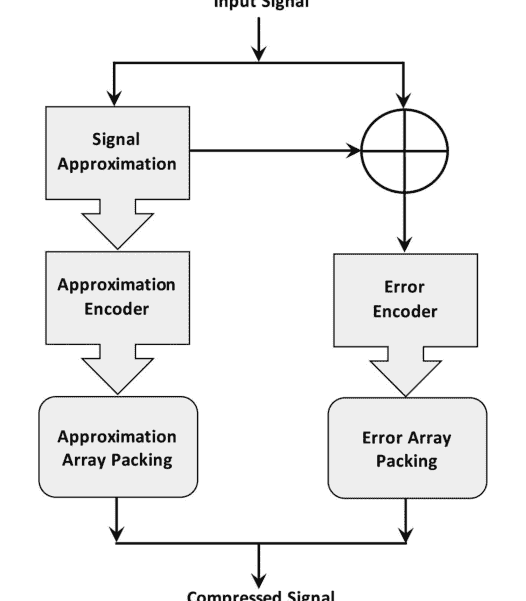 Input Signal
Signal
Approximation
Approximation
Encoder
Error
Encoder
Approximation
Array Packing
Error Array
Packing
Compressed Signal